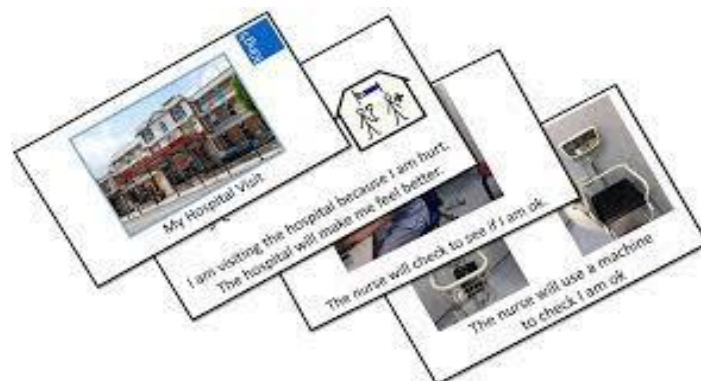 King's
My Hospital Visit
I am visiting the hospital because I am hurt.
The hospital will make me feel better.
The nurse will check to see if I am ok.
The nurse will use a machine
to check I am ok